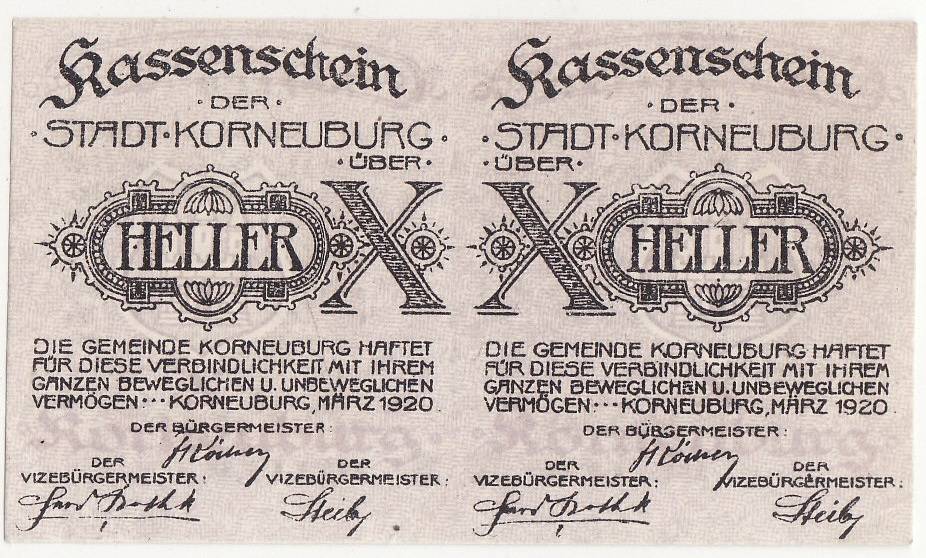 Kassenschein
· DER ·
· STADT · KORNEUBURG ·
· ÜBER ·
HELLER X
DIE GEMEINDE KORNEUBURG HAFTET
FÜR DIESE VERBINDLICHKEIT MIT IHREM
GANZEN BEWEGLICHEN U. UNBEWEGLICHEN
VERMÖGEN · · · KORNEUBURG, MÄRZ 1920.
DER BÜRGERMEISTER:
DER
VIZEBÜRGERMEISTER:
DER
VIZEBÜRGERMEISTER:
Kassenschein
· DER ·
· STADT · KORNEUBURG ·
· ÜBER ·
X HELLER
DIE GEMEINDE KORNEUBURG HAFTET
FÜR DIESE VERBINDLICHKEIT MIT IHREM
GANZEN BEWEGLICHEN U. UNBEWEGLICHEN
VERMÖGEN · · · KORNEUBURG, MÄRZ 1920.
DER BÜRGERMEISTER:
DER
VIZEBÜRGERMEISTER:
DER
VIZEBÜRGERMEISTER: